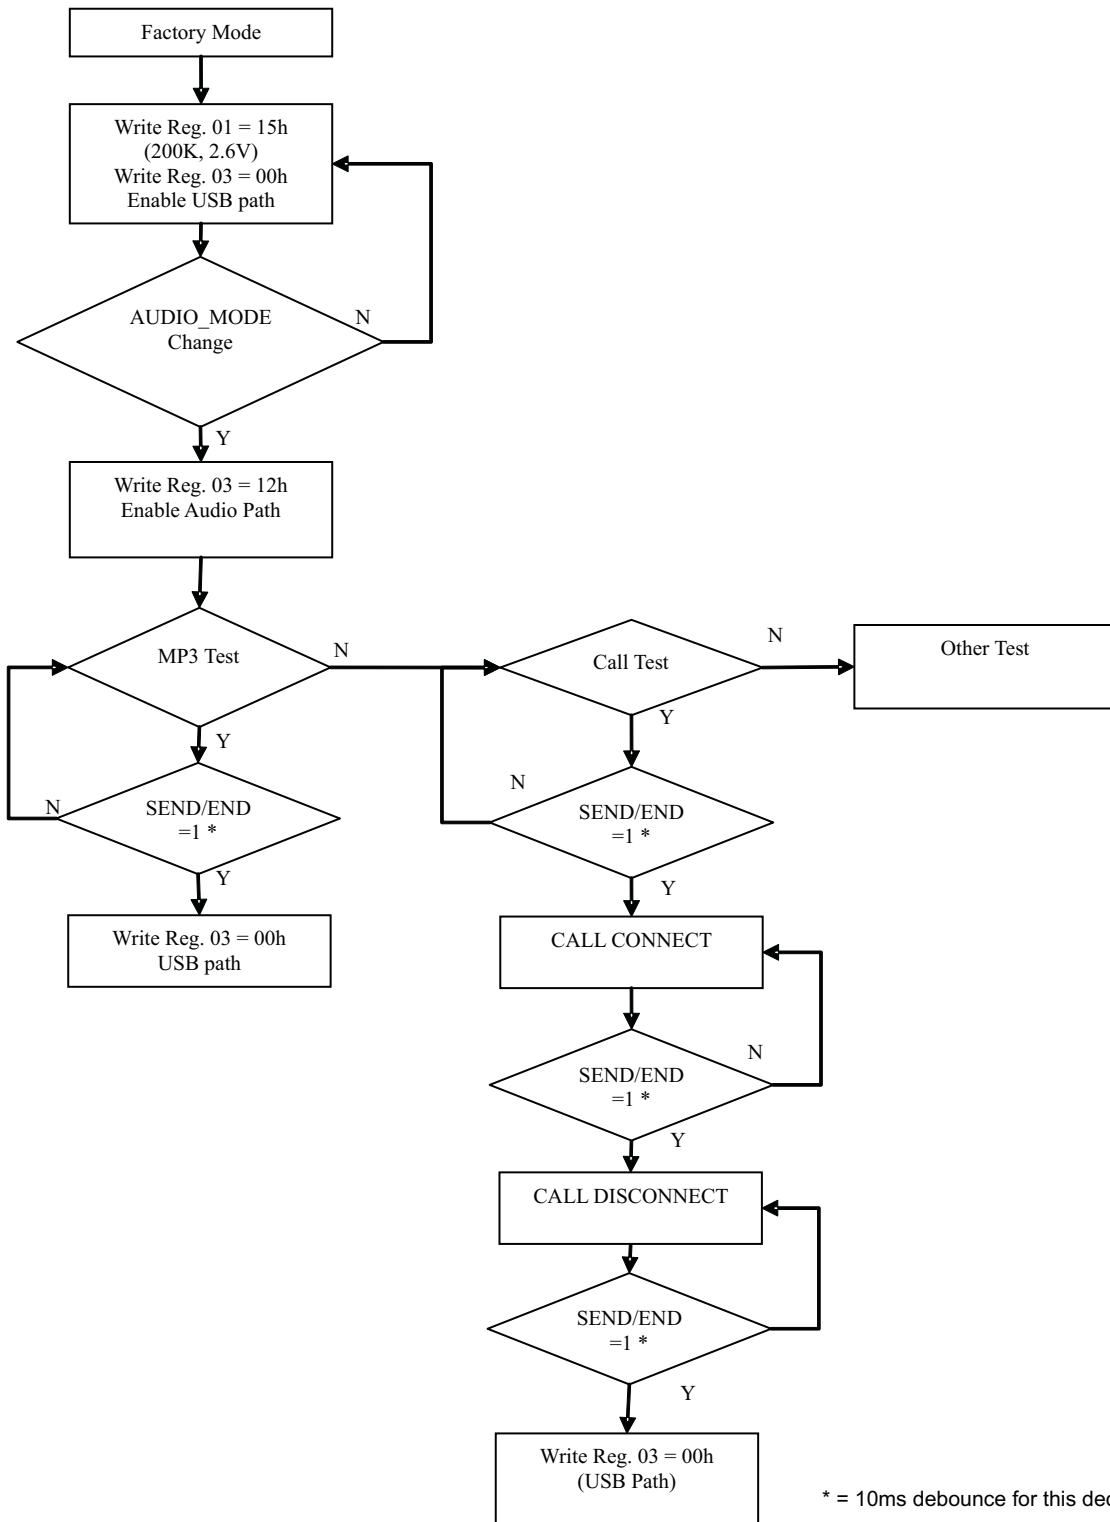 Factory Mode
Write Reg. 01 = 15h
(200K, 2.6V)
Write Reg. 03 = 00h
Enable USB path
AUDIO_MODE
Change
N
Y
Write Reg. 03 = 12h
Enable Audio Path
MP3 Test
N
Y
Call Test
N
Y
Other Test
SEND/END
=1 *
N
Y
SEND/END
=1 *
N
Y
Write Reg. 03 = 00h
USB path
CALL CONNECT
SEND/END
=1 *
N
Y
CALL DISCONNECT
SEND/END
=1 *
Y
Write Reg. 03 = 00h
(USB Path)
* = 10ms debounce for this